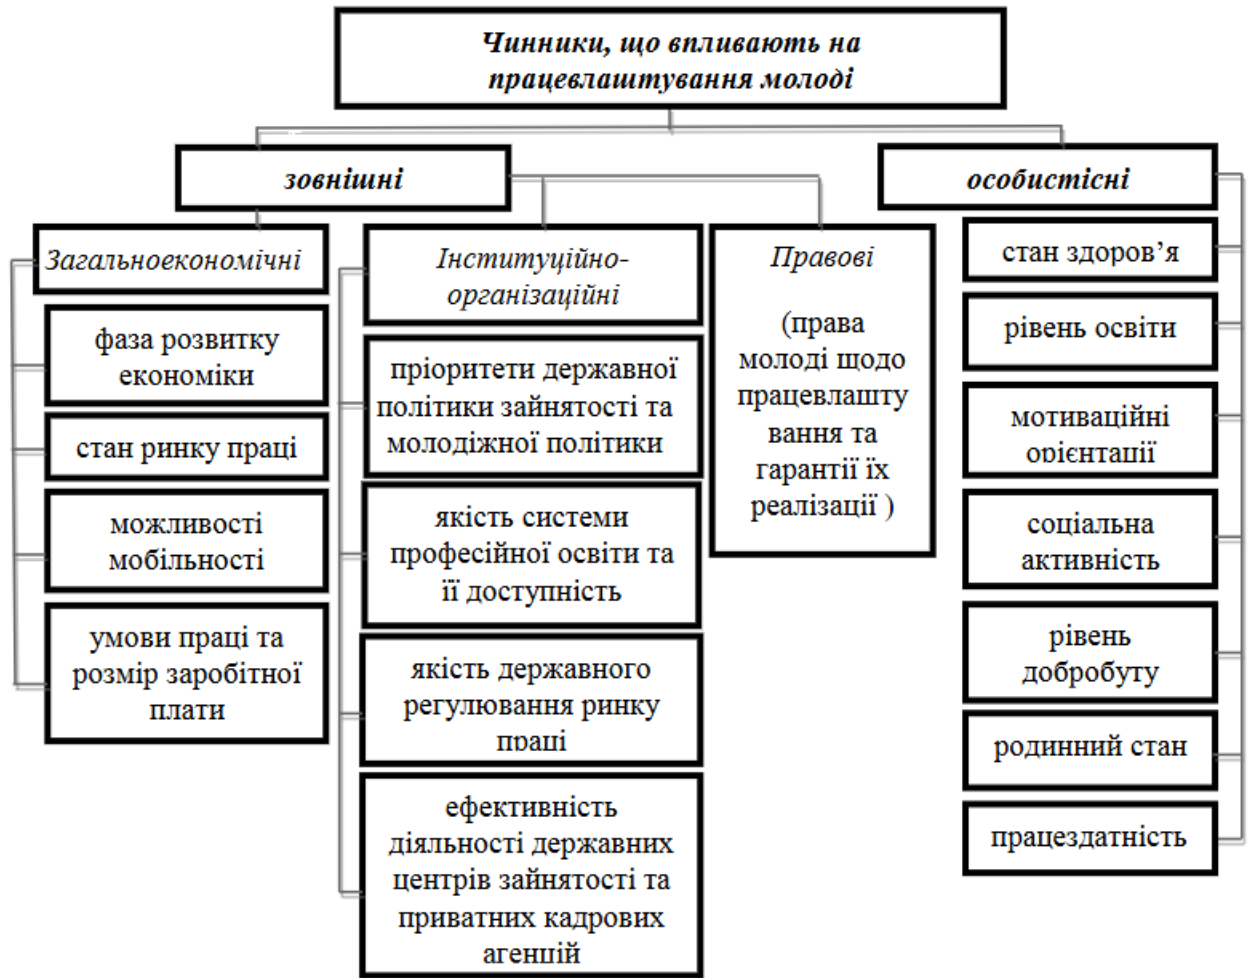 Чинники, що впливають на
працевлаштування молоді
зовнішні
особистісні
Загальноекономічні
фаза розвитку
економіки
стан ринку праці
можливості
мобільності
умови праці та
розмір заробітної
плати
Інституційно-
організаційні
пріоритети державної
політики зайнятості та
молодіжної політики
якість системи
професійної освіти та
її доступність
якість державного
регулювання ринку
праці
ефективність
діяльності державних
центрів зайнятості та
приватних кадрових
агенцій
Правові
(права
молоді щодо
працевлашту
вання та
гарантії їх
реалізації )
стан здоров’я
рівень освіти
мотиваційні
орієнтації
соціальна
активність
рівень
добробуту
родинний стан
працездатність